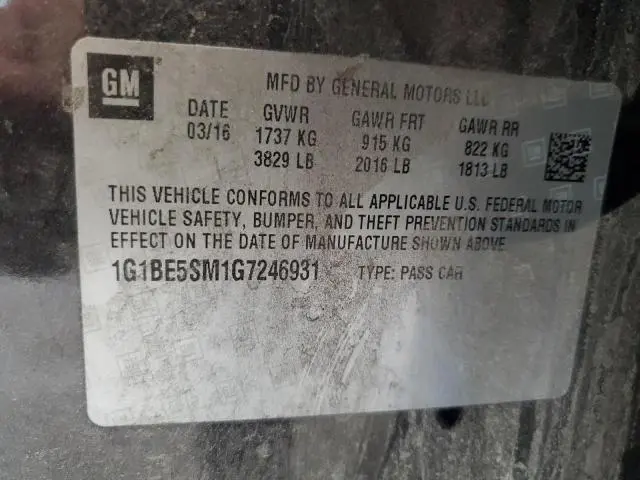 GM
MFD BY GENERAL MOTORS LLC
DATE GVWR GAWR FRT GAWR RR
03/16 1737 KG 915 KG 822 KG
3829 LB 2016 LB 1813 LB
THIS VEHICLE CONFORMS TO ALL APPLICABLE U.S. FEDERAL MOTOR
VEHICLE SAFETY, BUMPER, AND THEFT PREVENTION STANDARDS IN
EFFECT ON THE DATE OF MANUFACTURE SHOWN ABOVE
1G1BE5SM1G7246931 TYPE: PASS CAR